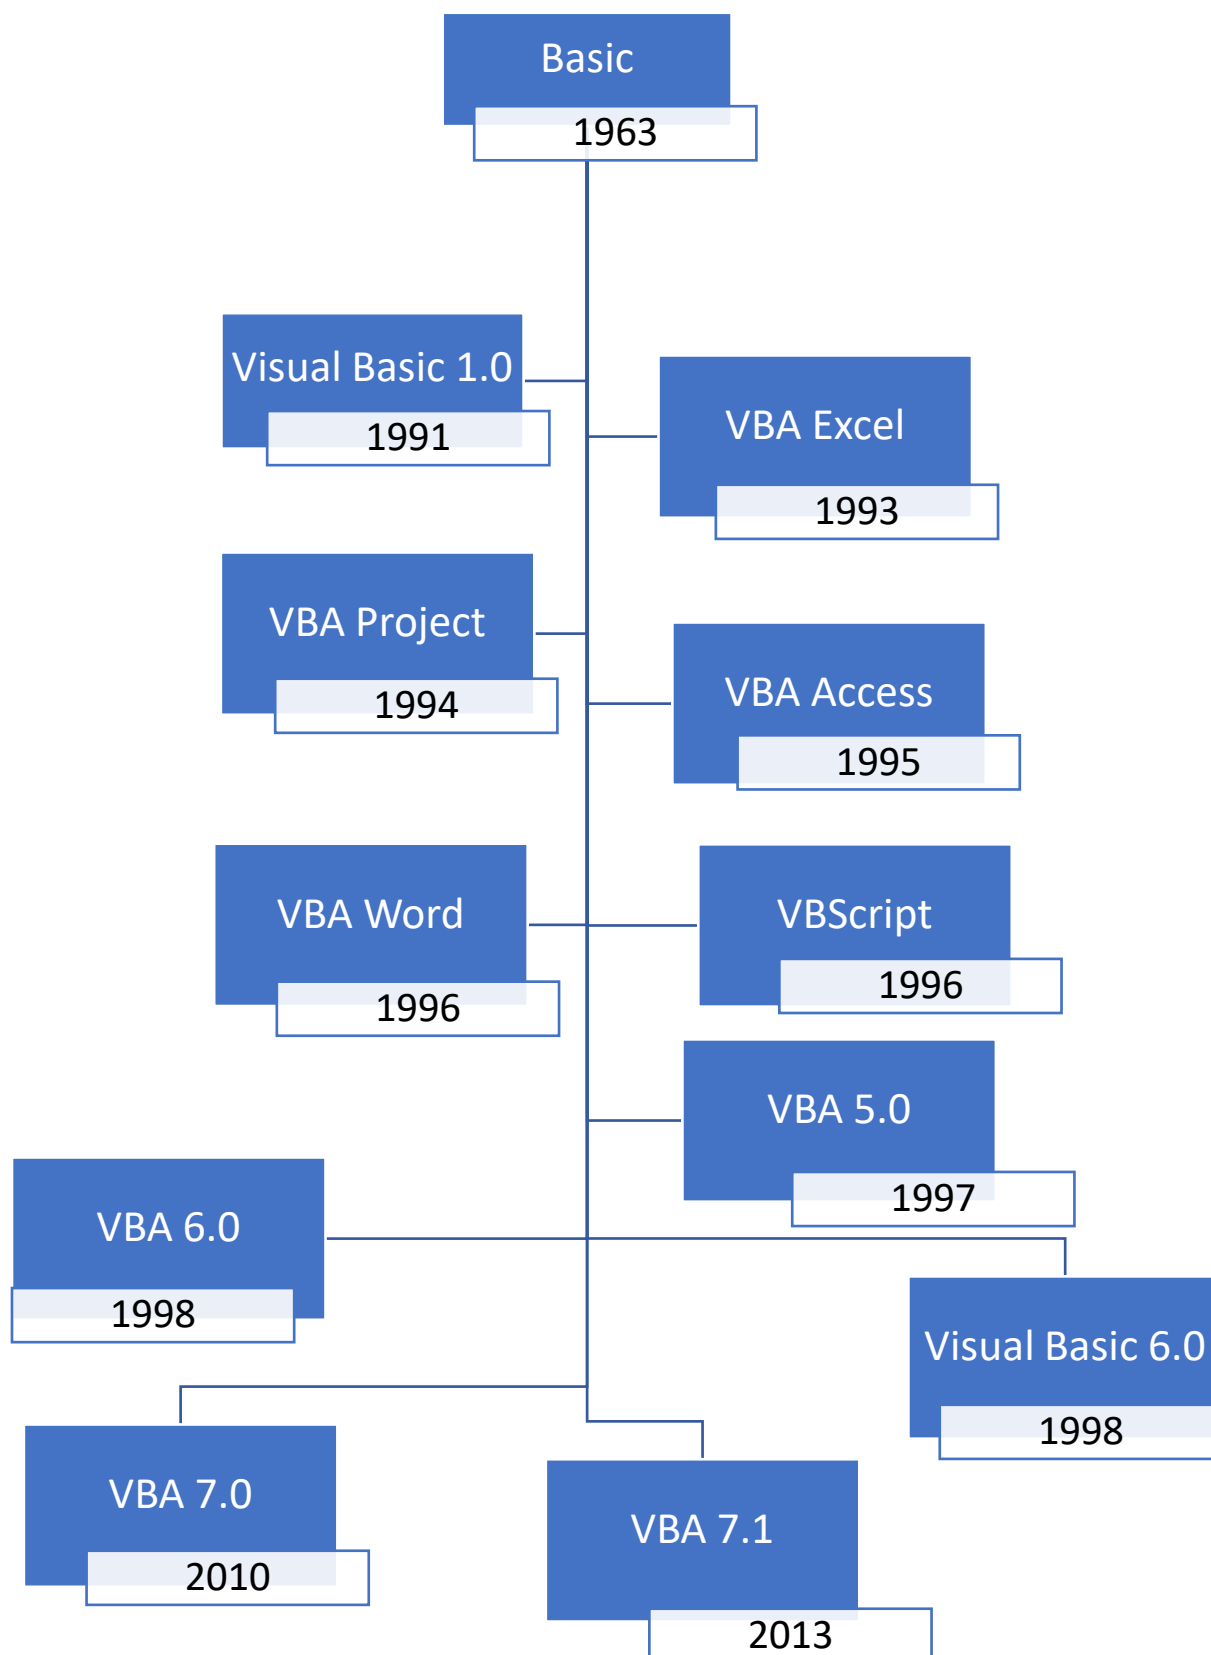 Basic
1963
Visual Basic 1.0
1991
VBA Excel
1993
VBA Project
1994
VBA Access
1995
VBA Word
1996
VBScript
1996
VBA 5.0
1997
VBA 6.0
1998
Visual Basic 6.0
1998
VBA 7.0
2010
VBA 7.1
2013